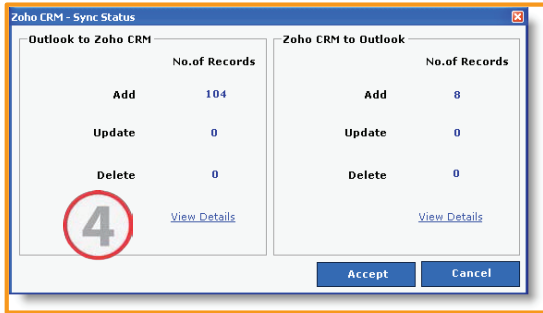 Zoho CRM - Sync Status
Outlook to Zoho CRM
No.of Records
Add 104
Update 0
Delete 0
4
View Details
Zoho CRM to Outlook
No.of Records
Add 8
Update 0
Delete 0
View Details
Accept Cancel